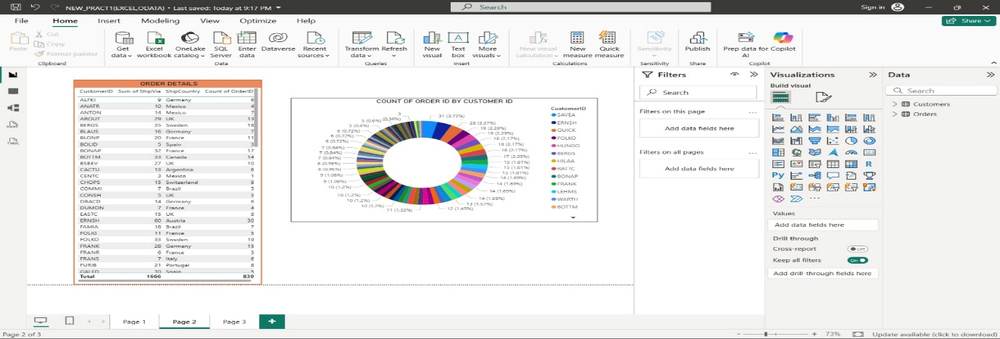 NEW_PRACT1(EXCEL,ODATA) • Last saved: Today at 9:17 PM
Search
Sign in
File Home Insert Modeling View Optimize Help
Share
Paste
Cut
Copy
Format painter
Get data
Excel workbook
OneLake catalog
SQL Server
Enter data
Dataverse
Recent sources
Transform data
Refresh
New visual
Text box
More visuals
New visual calculation
New measure
Quick measure
Sensitivity
Publish
Prep data for AI
Copilot
Clipboard
Data
Queries
Insert
Calculations
Sensitivity
Share
Copilot
ORDER DETAILS
CustomerID Sum of ShipVia ShipCountry Count of OrderID
ALFKI 9 Germany 6
ANATR 10 Mexico 4
ANTON 14 Mexico 7
AROUT 29 UK 13
BERGS 35 Sweden 18
BLAUS 16 Germany 7
BLONP 20 France 11
BOLID 5 Spain 3
BONAP 32 France 17
BOTTM 33 Canada 14
BSBEV 27 UK 10
CACTU 13 Argentina 6
CENTC 3 Mexico 1
CHOPS 15 Switzerland 8
COMMI 7 Brazil 5
CONSH 5 UK 3
DRACD 14 Germany 6
DUMON 7 France 4
EASTC 15 UK 8
ERNSH 60 Austria 30
FAMIA 18 Brazil 7
FOLIG 11 France 5
FOLKO 33 Sweden 19
FRANK 28 Germany 15
FRANR 6 France 3
FRANS 7 Italy 6
FURIB 21 Portugal 8
GALED 10 Spain 5
Total 1666 830
COUNT OF ORDER ID BY CUSTOMER ID
31 (3.73%)
28 (3.37%)
19 (2.29%)
19 (2.29%)
18 (2.17%)
18 (2.17%)
18 (2.17%)
17 (2.05%)
15 (1.81%)
15 (1.81%)
15 (1.81%)
14 (1.69%)
14 (1.69%)
14 (1.69%)
14 (1.69%)
13 (1.57%)
12 (1.45%)
11 (1.33%)
10 (1.2%)
10 (1.2%)
10 (1.2%)
10 (1.2%)
9 (1.08%)
9 (1.08%)
8 (0.96%)
8 (0.96%)
7 (0.84%)
7 (0.84%)
7 (0.84%)
6 (0.72%)
6 (0.72%)
6 (0.72%)
5 (0.6%)
5 (0.6%)
3 (0.36%)
CustomerID
SAVEA
ERNSH
QUICK
FOLKO
HUNGO
BERGS
HILAA
RATTC
BONAP
FRANK
LEHMS
WARTH
BOTTM
Filters
Search
Filters on this page
Add data fields here
Filters on all pages
Add data fields here
Visualizations
Build visual
R
Py
Values
Add data fields here
Drill through
Cross-report
Off
Keep all filters
On
Add drill-through fields here
Data
Search
Customers
Orders
Page 1 Page 2 Page 3
Page 2 of 3
73%
Update available (click to download)